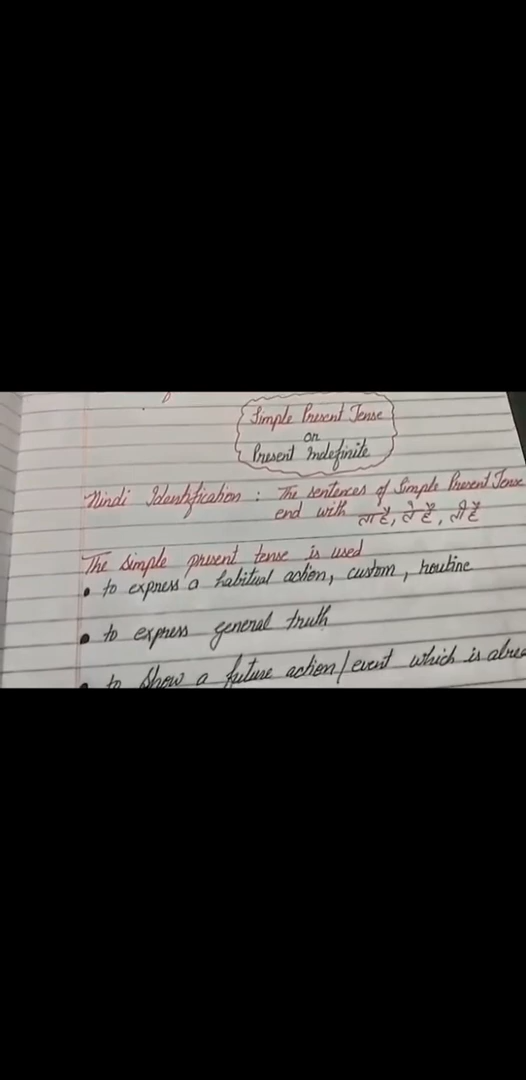 Simple Present Tense
or
Present Indefinite
Hindi Identification : The sentences of Simple Present Tense
end with ता है, ते है, ती है
The simple present tense is used
• to express a habitual action, custom, routine
• to express general truth
• to show a future action/event which is alrea